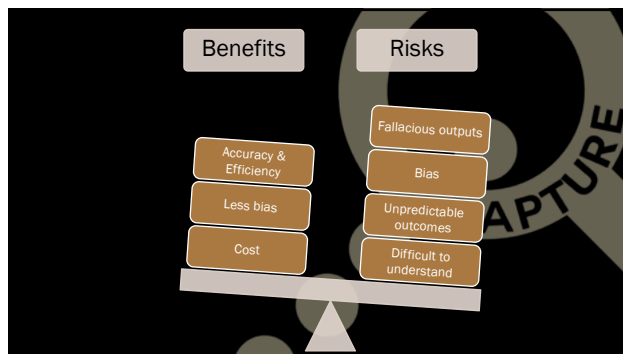 Benefits
Risks
Accuracy &
Efficiency
Less bias
Cost
Fallacious outputs
Bias
Unpredictable
outcomes
Difficult to
understand
APTURE